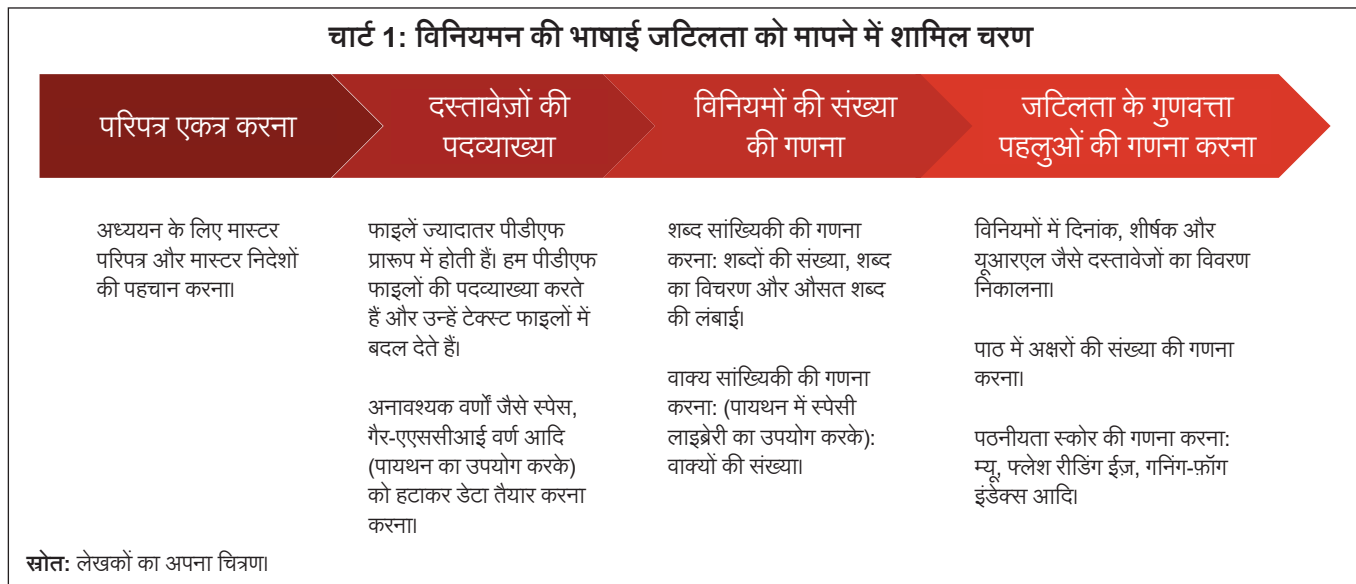 चार्ट 1: विनियमन की भाषाई जटिलता को मापने में शामिल चरण
परिपत्र एकत्र करना
दस्तावेज़ों की
पदव्याख्या
विनियमों की संख्या
की गणना
जटिलता के गुणवत्ता
पहलुओं की गणना करना
अध्ययन के लिए मास्टर
परिपत्र और मास्टर निदेशों
की पहचान करना।
फाइलें ज्यादातर पीडीएफ
प्रारूप में होती हैं। हम पीडीएफ
फाइलों की पदव्याख्या करते
हैं और उन्हें टेक्स्ट फाइलों में
बदल देते हैं।
अनावश्यक वर्णों जैसे स्पेस,
गैर-एएससीआई वर्ण आदि
(पायथन का उपयोग करके)
को हटाकर डेटा तैयार करना
करना।
शब्द सांख्यिकी की गणना
करना: शब्दों की संख्या, शब्द
का विचरण और औसत शब्द
की लंबाई।
वाक्य सांख्यिकी की गणना
करना: (पायथन में स्पेसी
लाइब्रेरी का उपयोग करके):
वाक्यों की संख्या।
विनियमों में दिनांक, शीर्षक और
यूआरएल जैसे दस्तावेजों का विवरण
निकालना।
पाठ में अक्षरों की संख्या की गणना
करना।
पठनीयता स्कोर की गणना करना:
म्यू, फ्लेश रीडिंग ईज़, गनिंग-फ़ॉग
इंडेक्स आदि।
स्रोत: लेखकों का अपना चित्रण।